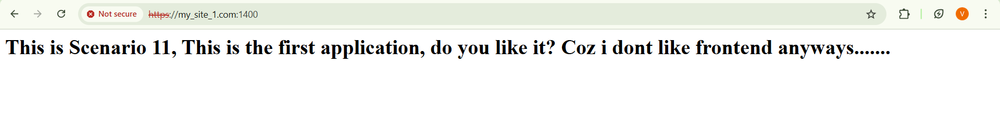 Not secure https://my_site_1.com:1400 V
This is Scenario 11, This is the first application, do you like it? Coz i dont like frontend anyways.......